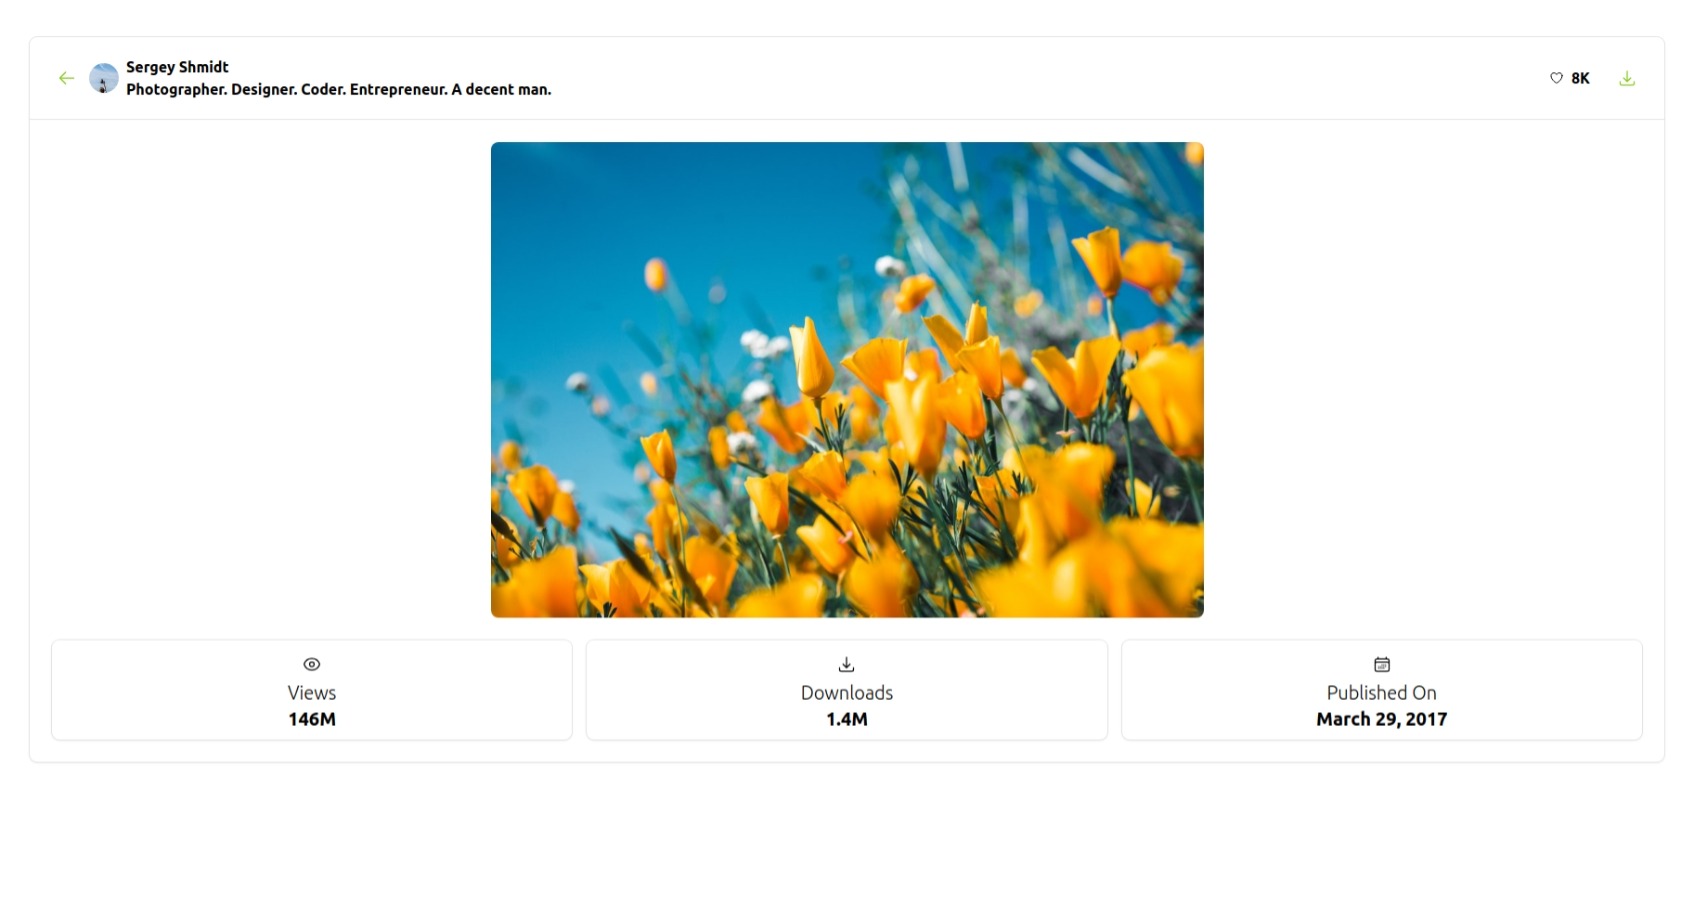 Sergey Shmidt
Photographer. Designer. Coder. Entrepreneur. A decent man.
8K
Views
146M
Downloads
1.4M
Published On
March 29, 2017